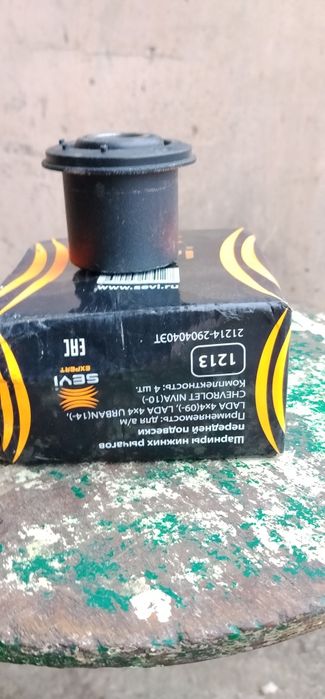 Шарниры нижних рычагов
передней подвески
Применяемость: для а/м
LADA 4x4(09-), LADA 4x4 URBAN(14-)
CHEVROLET NIVA(10-)
Комплектность: 4 шт.
SEVI
EXPERT
1213
21214-2904040ЭТ
EAC
www.sevi.ru